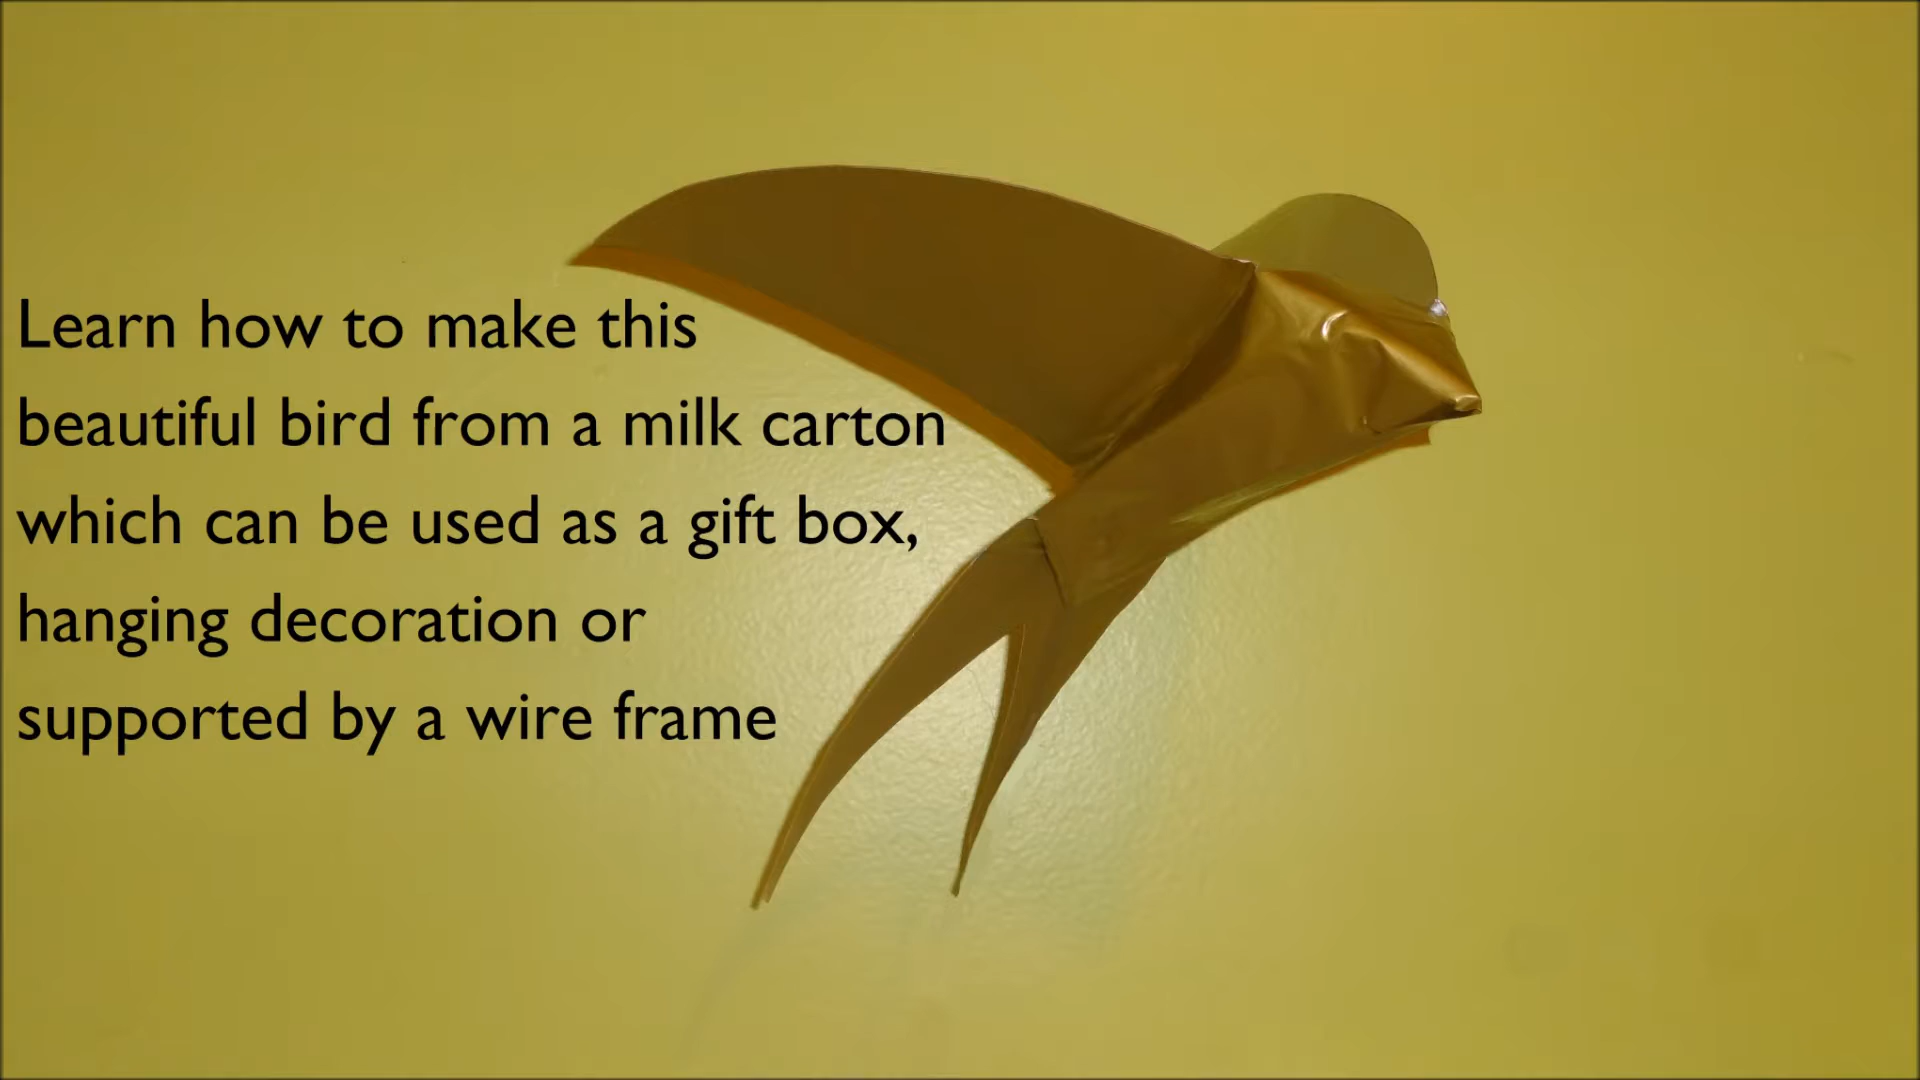 Learn how to make this
beautiful bird from a milk carton
which can be used as a gift box,
hanging decoration or
supported by a wire frame